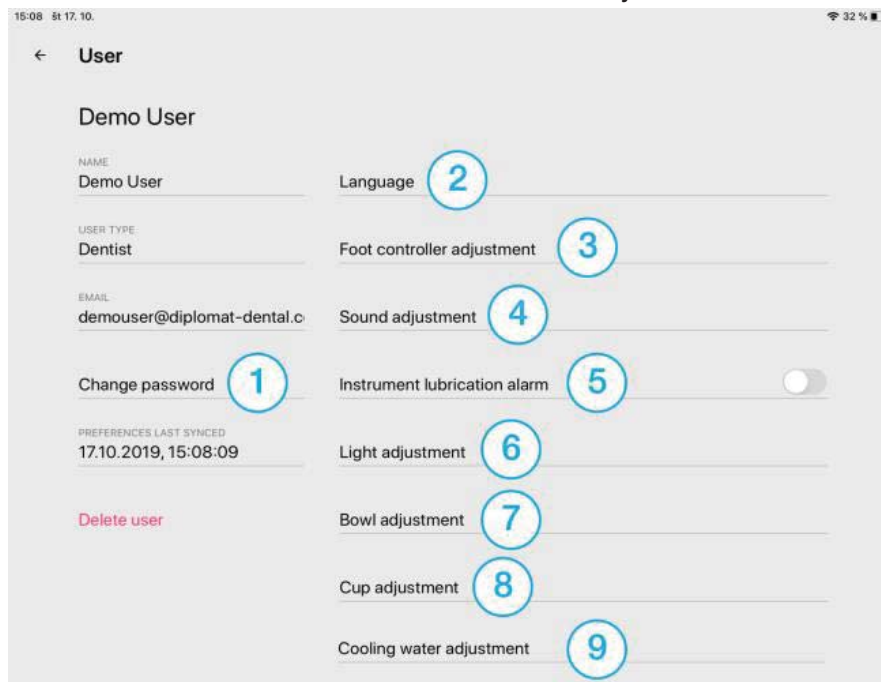 15:08 št 17. 10.
32 %
User
Demo User
NAME
Demo User
Language
2
USER TYPE
Dentist
Foot controller adjustment
3
EMAIL
demouser@diplomat-dental.c
Sound adjustment
4
Change password
1
Instrument lubrication alarm
5
PREFERENCES LAST SYNCED
17.10.2019, 15:08:09
Light adjustment
6
Delete user
Bowl adjustment
7
Cup adjustment
8
Cooling water adjustment
9